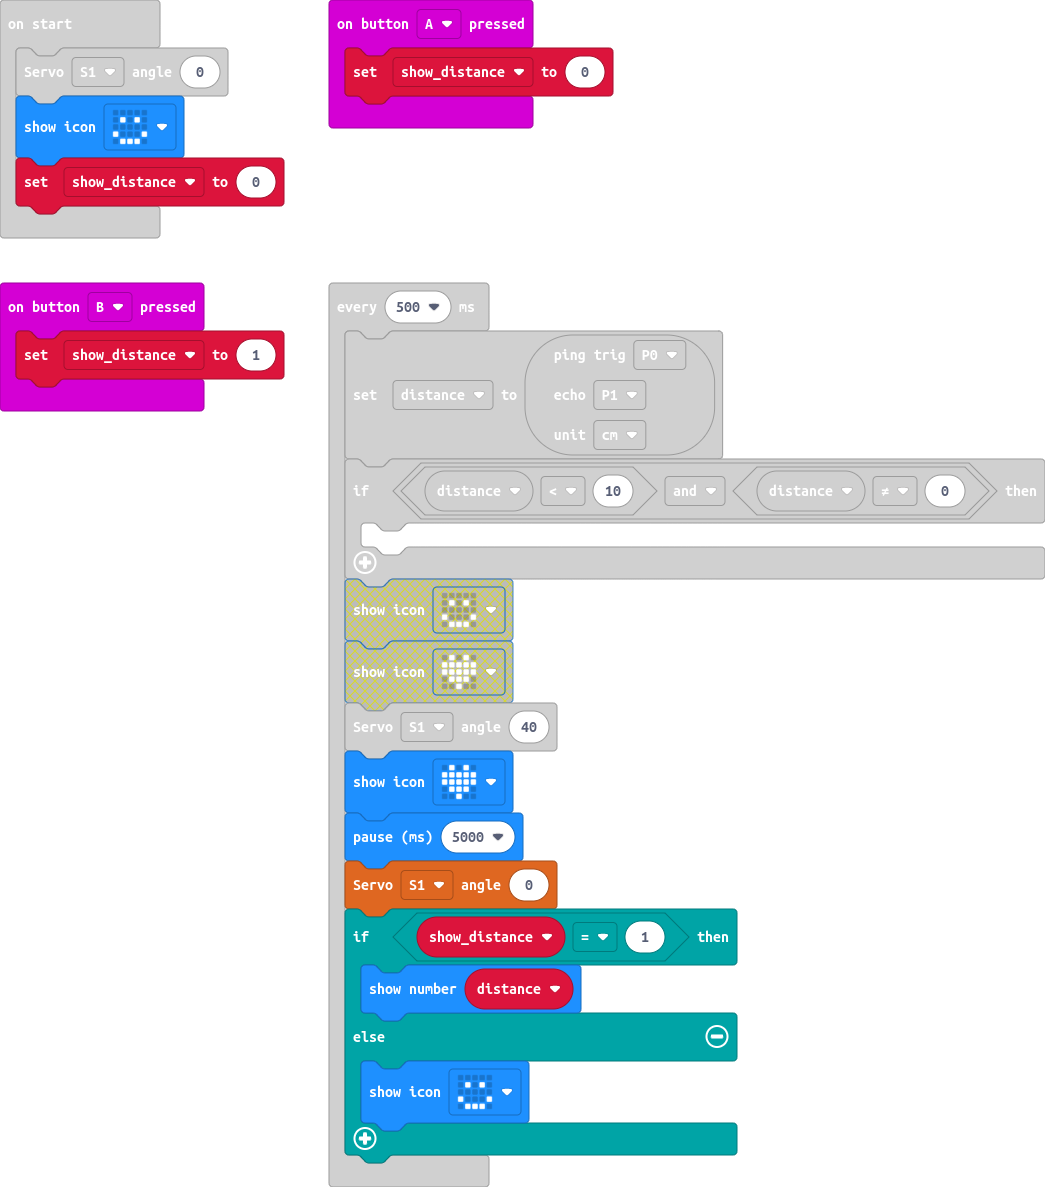 on start
Servo S1 angle 0
show icon
set show_distance to 0
on button A pressed
set show_distance to 0
on button B pressed
set show_distance to 1
every 500 ms
set distance to
ping trig P0
echo P1
unit cm
if distance < 10 and distance ≠ 0 then
show icon
show icon
Servo S1 angle 40
show icon
pause (ms) 5000
Servo S1 angle 0
if show_distance = 1 then
show number distance
else
show icon